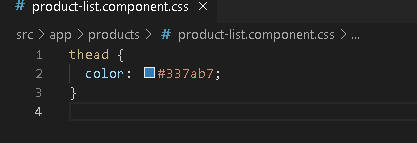 # product-list.component.css ×
src > app > products > # product-list.component.css > ...
1 thead {
2 color: #337ab7;
3 }
4